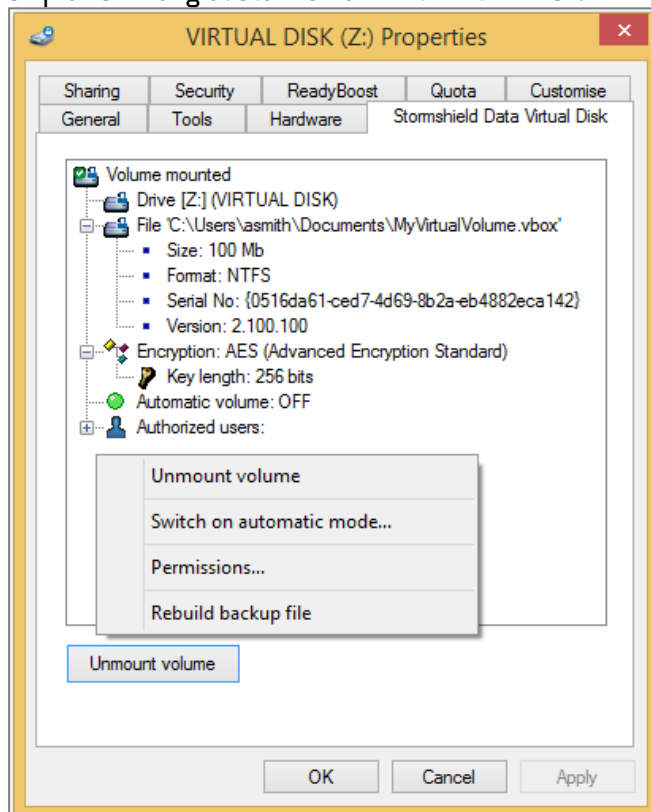 VIRTUAL DISK (Z:) Properties
Sharing Security ReadyBoost Quota Customise
General Tools Hardware Stormshield Data Virtual Disk
Volume mounted
Drive [Z:] (VIRTUAL DISK)
File 'C:\Users\asmith\Documents\MyVirtualVolume.vbox'
Size: 100 Mb
Format: NTFS
Serial No: {0516da61-ced7-4d69-8b2a-eb4882eca142}
Version: 2.100.100
Encryption: AES (Advanced Encryption Standard)
Key length: 256 bits
Automatic volume: OFF
Authorized users:
Unmount volume
Switch on automatic mode...
Permissions...
Rebuild backup file
Unmount volume
OK Cancel Apply